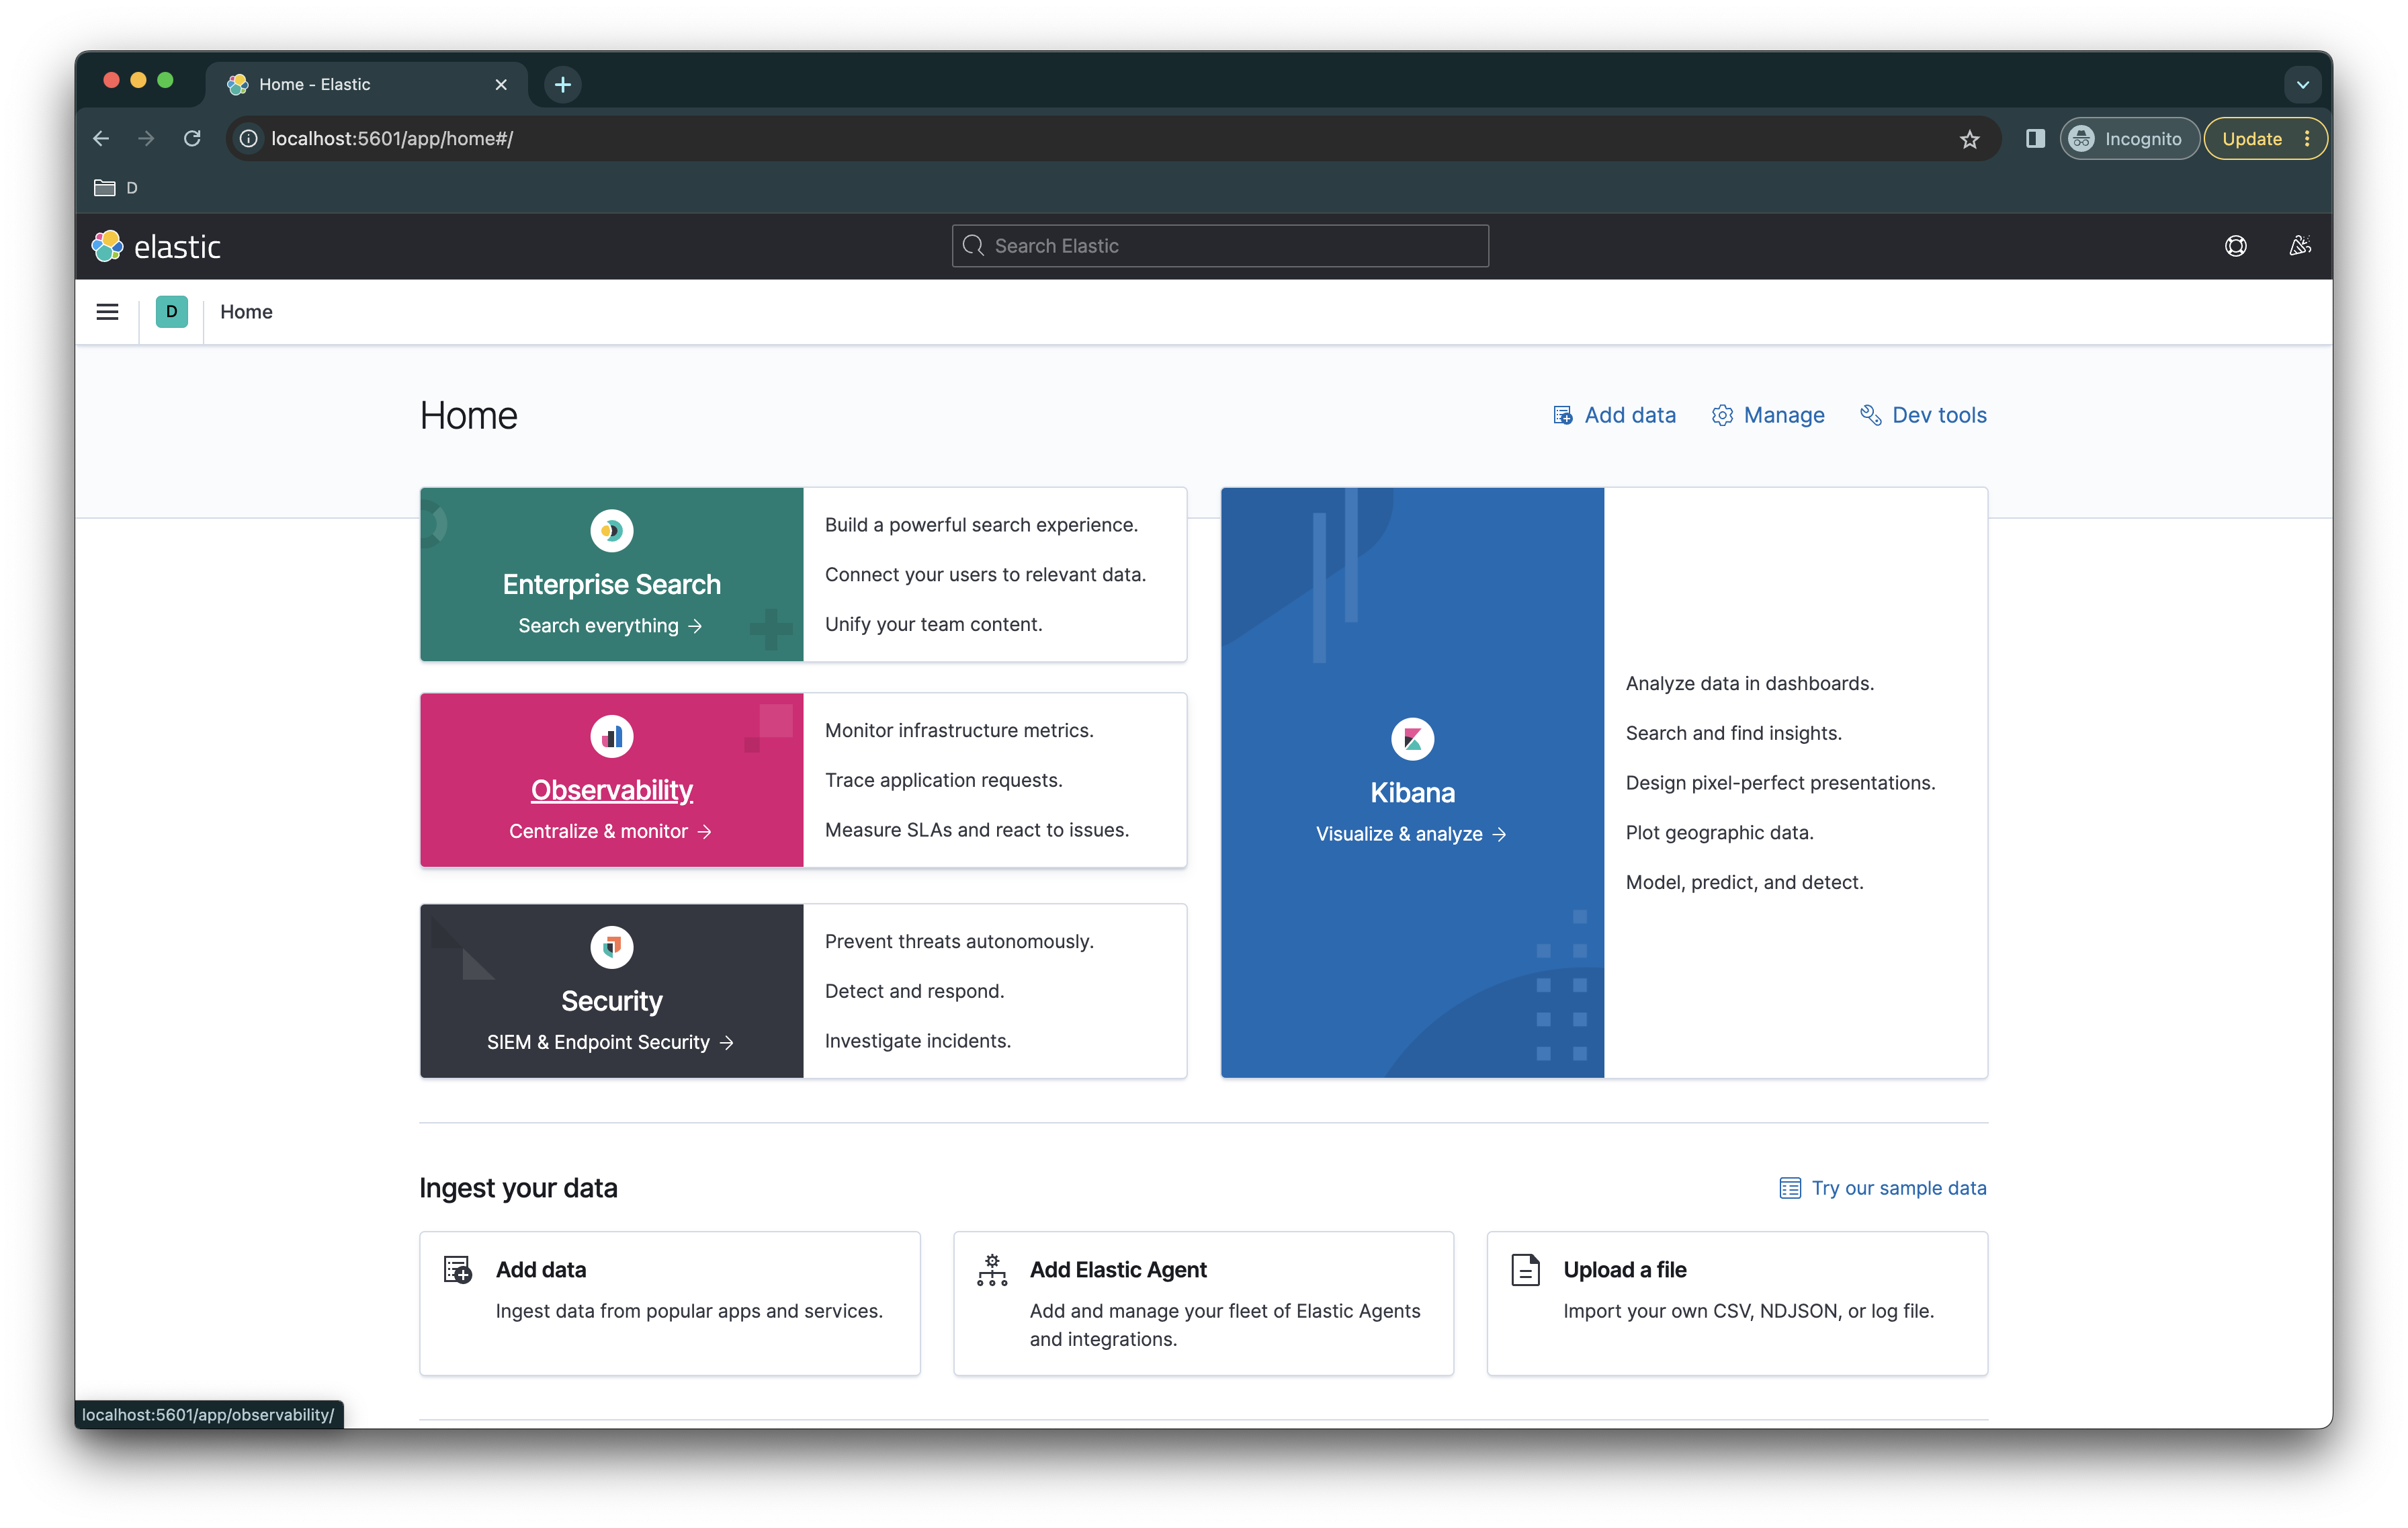 Home - Elastic
localhost:5601/app/home#/
Incognito
Update
D
elastic
Search Elastic
D
Home
Home
Add data
Manage
Dev tools
Enterprise Search
Search everything →
Build a powerful search experience.
Connect your users to relevant data.
Unify your team content.
Observability
Centralize & monitor →
Monitor infrastructure metrics.
Trace application requests.
Measure SLAs and react to issues.
Security
SIEM & Endpoint Security →
Prevent threats autonomously.
Detect and respond.
Investigate incidents.
Kibana
Visualize & analyze →
Analyze data in dashboards.
Search and find insights.
Design pixel-perfect presentations.
Plot geographic data.
Model, predict, and detect.
Ingest your data
Try our sample data
Add data
Ingest data from popular apps and services.
Add Elastic Agent
Add and manage your fleet of Elastic Agents
and integrations.
Upload a file
Import your own CSV, NDJSON, or log file.
localhost:5601/app/observability/